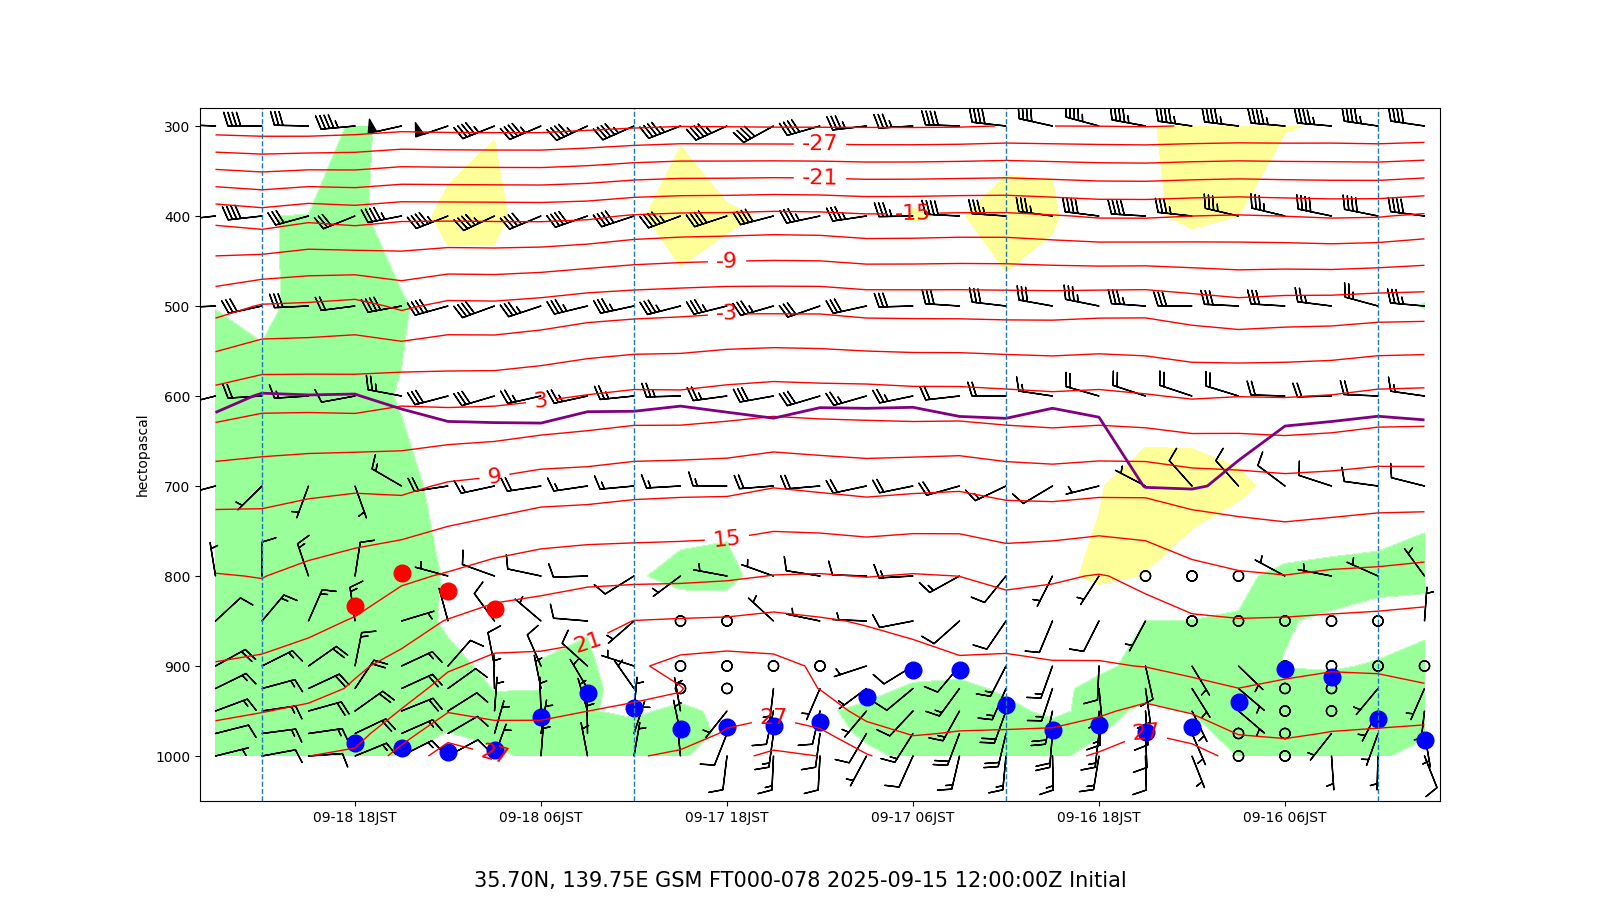 300
-27
-21
400
-15
-9
500
-3
600
3
hectopascal
9
700
15
800
21
900
27
27
27
1000
09-18 18JST
09-18 06JST
09-17 18JST
09-17 06JST
09-16 18JST
09-16 06JST
35.70N, 139.75E GSM FT000-078 2025-09-15 12:00:00Z Initial